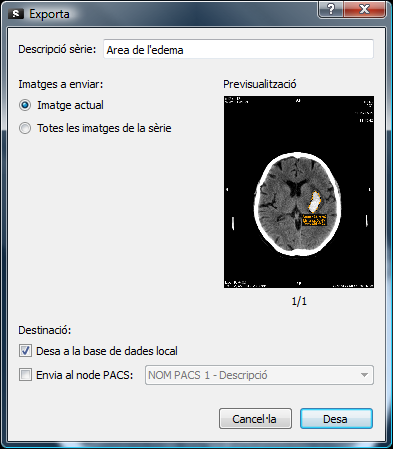 Exporta
Descripció sèrie: Area de l'edema
Imatges a enviar:
Previsualització
Imatge actual
Totes les imatges de la sèrie
1/1
Destinació:
Desa a la base de dades local
Envia al node PACS: NOM PACS 1 - Descripció
Cancel·la
Desa